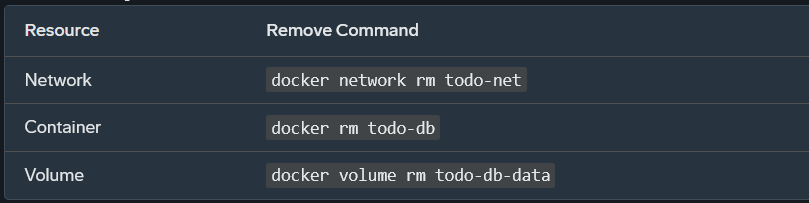 Resource Remove Command
Network docker network rm todo-net
Container docker rm todo-db
Volume docker volume rm todo-db-data